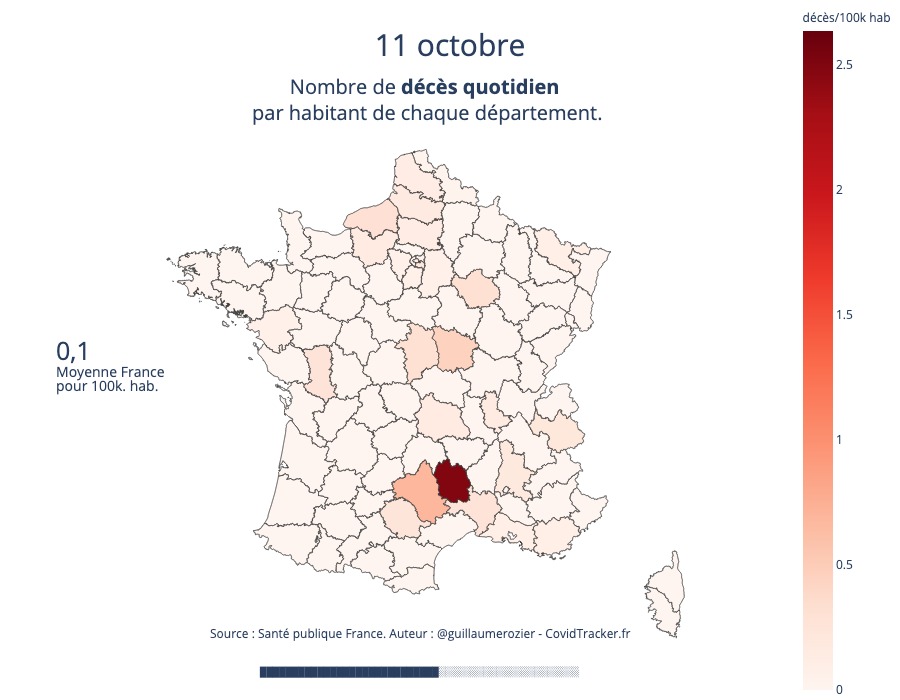 décès/100k hab
11 octobre
Nombre de décès quotidien
par habitant de chaque département.
2.5
2
1.5
1
0.5
0
0,1
Moyenne France
pour 100k. hab.
Source : Santé publique France. Auteur : @guillaumerozier - CovidTracker.fr